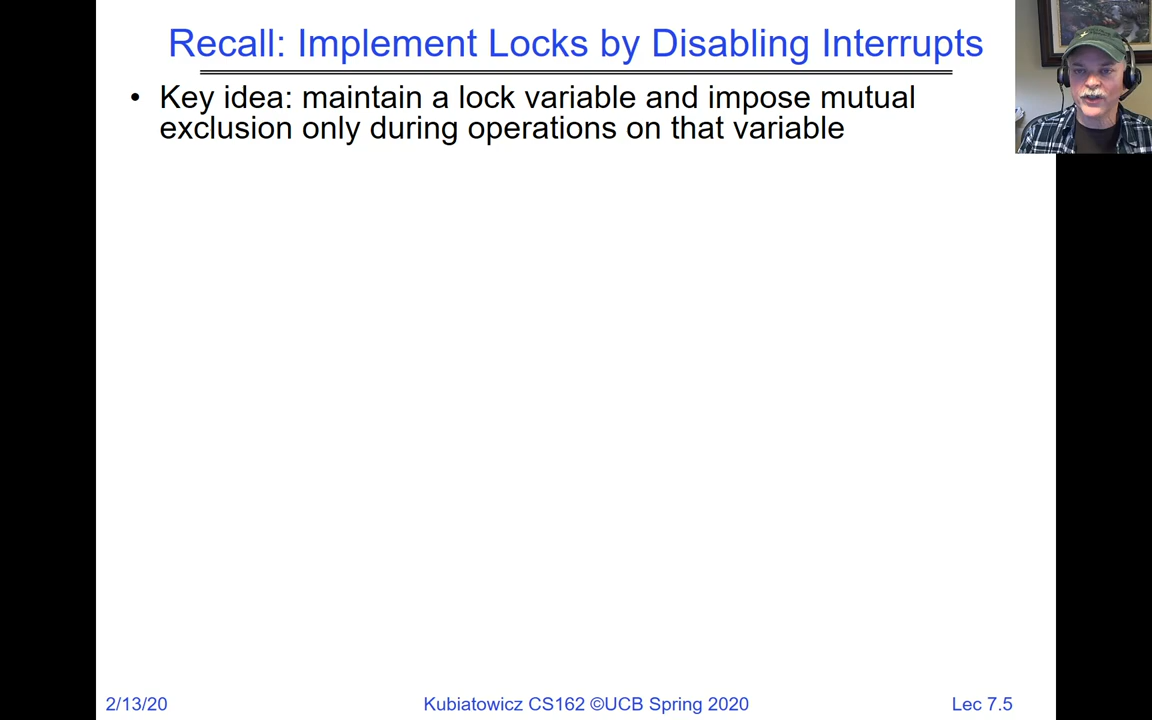 Recall: Implement Locks by Disabling Interrupts
• Key idea: maintain a lock variable and impose mutual
exclusion only during operations on that variable
2/13/20
Kubiatowicz CS162 ©UCB Spring 2020
Lec 7.5